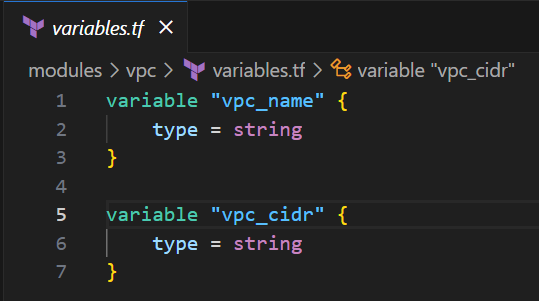 variables.tf ×
modules > vpc > variables.tf > variable "vpc_cidr"
1 variable "vpc_name" {
2     type = string
3 }
4
5 variable "vpc_cidr" {
6     type = string
7 }